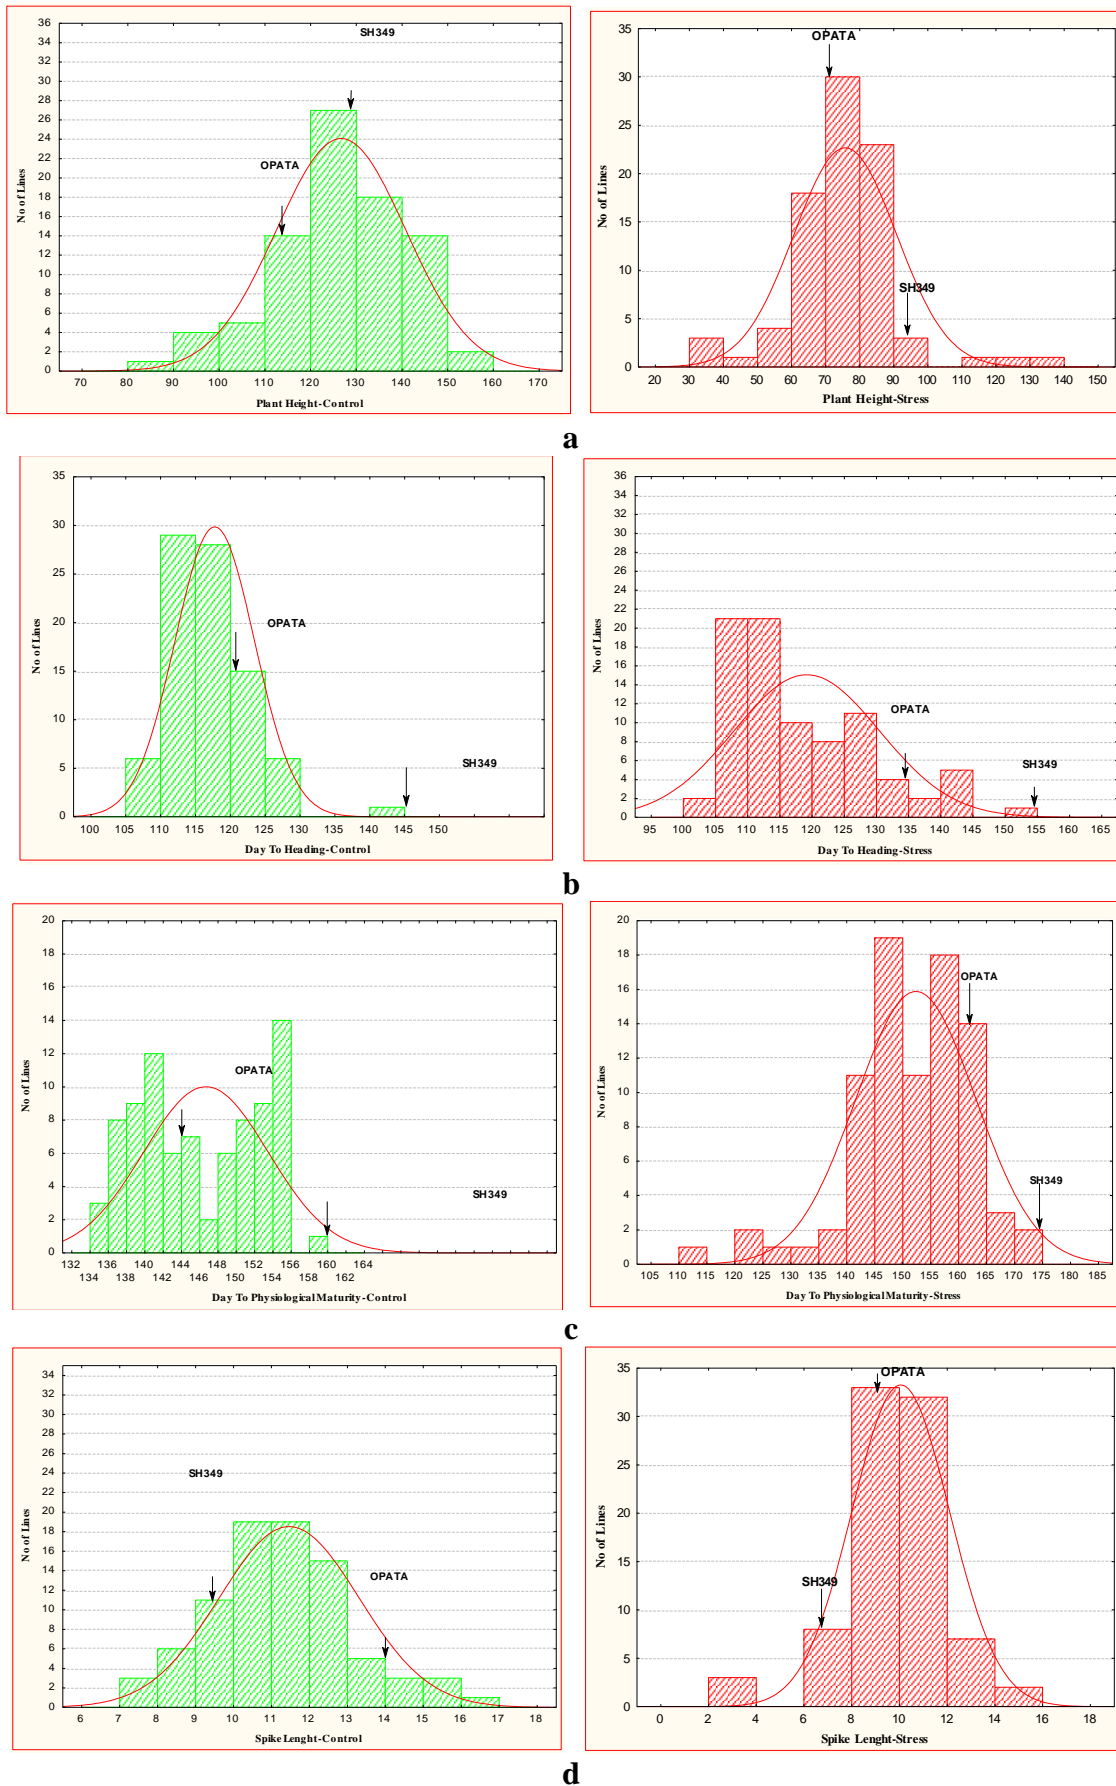 SH349
OPATA
No of Lines
36
34
32
30
28
26
24
22
20
18
16
14
12
10
8
6
4
2
0
70 80 90 100 110 120 130 140 150 160 170
Plant Height-Control
OPATA
SH349
No of Lines
35
30
25
20
15
10
5
0
20 30 40 50 60 70 80 90 100 110 120 130 140 150
Plant Height-Stress
a
OPATA
SH349
No of Lines
35
30
25
20
15
10
5
0
100 105 110 115 120 125 130 135 140 145 150
Day To Heading-Control
OPATA
SH349
No of Lines
36
34
32
30
28
26
24
22
20
18
16
14
12
10
8
6
4
2
0
95 100 105 110 115 120 125 130 135 140 145 150 155 160 165
Day To Heading-Stress
b
OPATA
SH349
No of Lines
20
18
16
14
12
10
8
6
4
2
0
132 136 140 144 148 152 156 160 164
134 138 142 146 150 154 158 162
Day To Physiological Maturity-Control
OPATA
SH349
No of Lines
20
18
16
14
12
10
8
6
4
2
0
105 110 115 120 125 130 135 140 145 150 155 160 165 170 175 180 185
Day To Physiological Maturity-Stress
c
SH349
OPATA
No of Lines
34
32
30
28
26
24
22
20
18
16
14
12
10
8
6
4
2
0
6 7 8 9 10 11 12 13 14 15 16 17 18
Spike Lenght-Control
OPATA
SH349
No of Lines
35
30
25
20
15
10
5
0
0 2 4 6 8 10 12 14 16 18
Spike Lenght-Stress
d